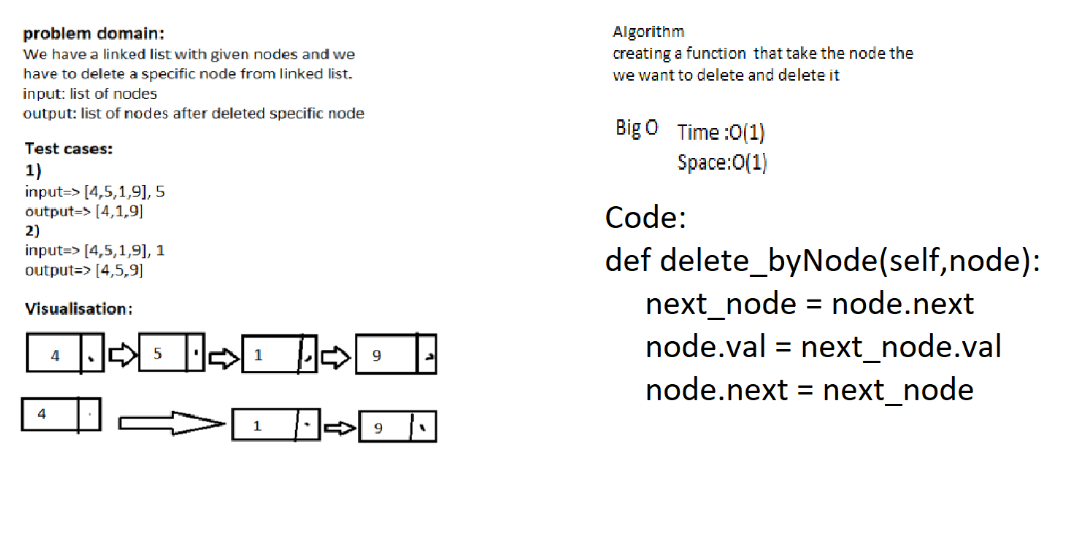 problem domain:
We have a linked list with given nodes and we
have to delete a specific node from linked list.
input: list of nodes
output: list of nodes after deleted specific node
Test cases:
1)
input=> [4,5,1,9], 5
output=> [4,1,9]
2)
input=> [4,5,1,9], 1
output=> [4,5,9]
Visualisation:
4 5 1 9
4 1 9
Algorithm
creating a function that take the node the
we want to delete and delete it
Big O Time :O(1)
Space:O(1)
Code:
def delete_byNode(self,node):
next_node = node.next
node.val = next_node.val
node.next = next_node